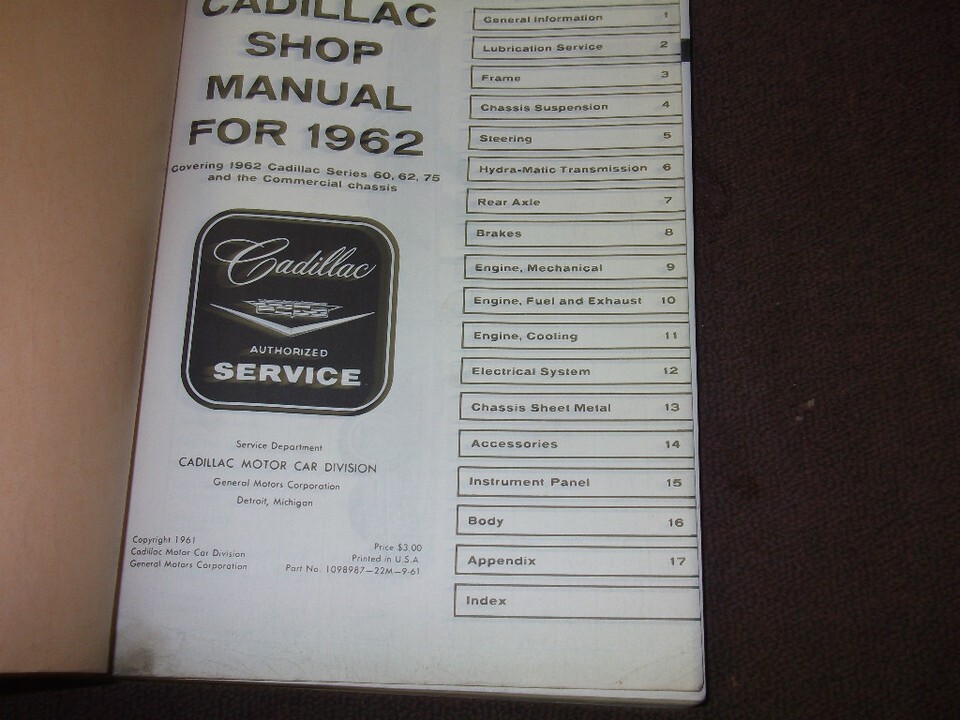 CADILLAC
SHOP
MANUAL
FOR 1962
Covering 1962 Cadillac Series 60, 62, 75
and the Commercial chassis
Cadillac
AUTHORIZED
SERVICE
Service Department
CADILLAC MOTOR CAR DIVISION
General Motors Corporation
Detroit, Michigan
Copyright 1961
Cadillac Motor Car Division
General Motors Corporation
Price $3.00
Printed in U.S.A
Part No. 1098987—22M—9-61
General Information 1
Lubrication Service 2
Frame 3
Chassis Suspension 4
Steering 5
Hydra-Matic Transmission 6
Rear Axle 7
Brakes 8
Engine, Mechanical 9
Engine, Fuel and Exhaust 10
Engine, Cooling 11
Electrical System 12
Chassis Sheet Metal 13
Accessories 14
Instrument Panel 15
Body 16
Appendix 17
Index